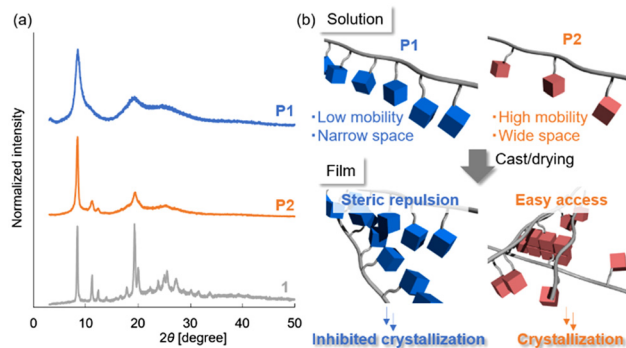 (a)
Normalized intensity
P1
P2
1
0 10 20 30 40 50
2θ [degree]
(b)
Solution
P1
P2
・Low mobility
・Narrow space
・High mobility
・Wide space
Cast/drying
Film
Steric repulsion
Easy access
Inhibited crystallization
Crystallization